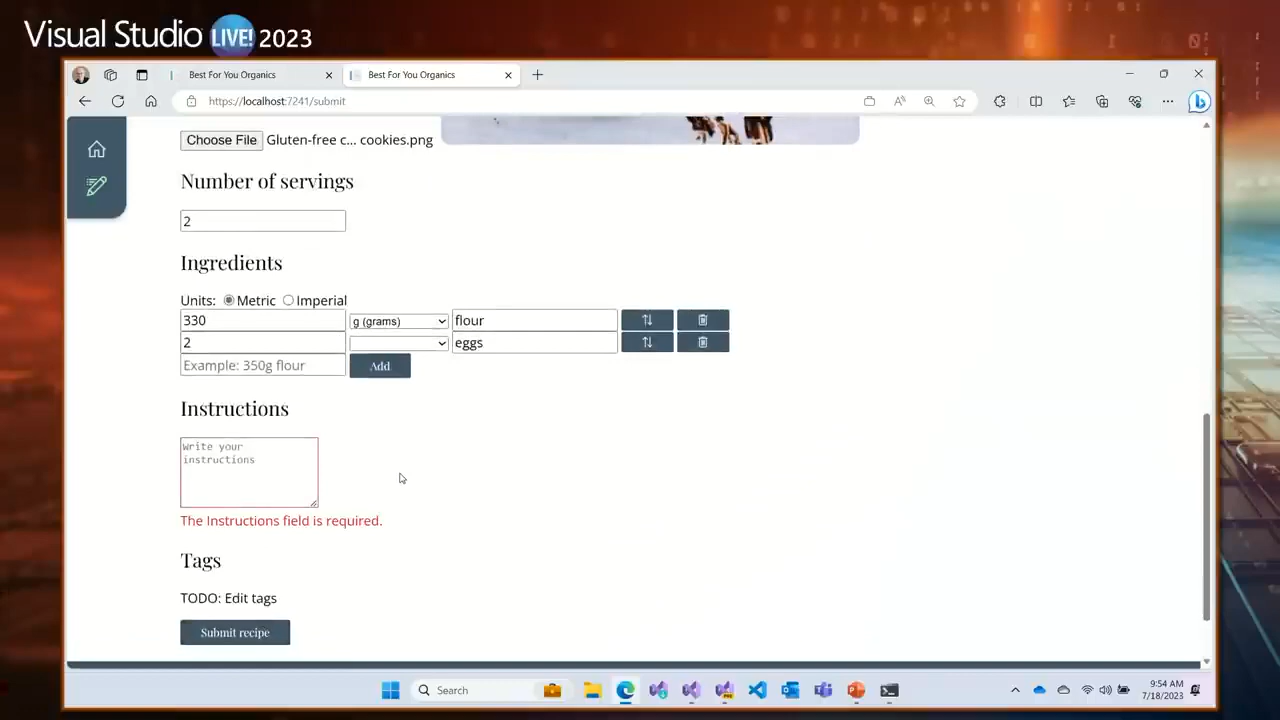 Visual Studio LIVE! 2023
Best For You Organics
Best For You Organics
https://localhost:7241/submit
Choose File Gluten-free c... cookies.png
Number of servings
2
Ingredients
Units: Metric Imperial
330 g (grams) flour
2 eggs
Example: 350g flour Add
Instructions
Write your
instructions
The Instructions field is required.
Tags
TODO: Edit tags
Submit recipe
Search
9:54 AM
7/18/2023